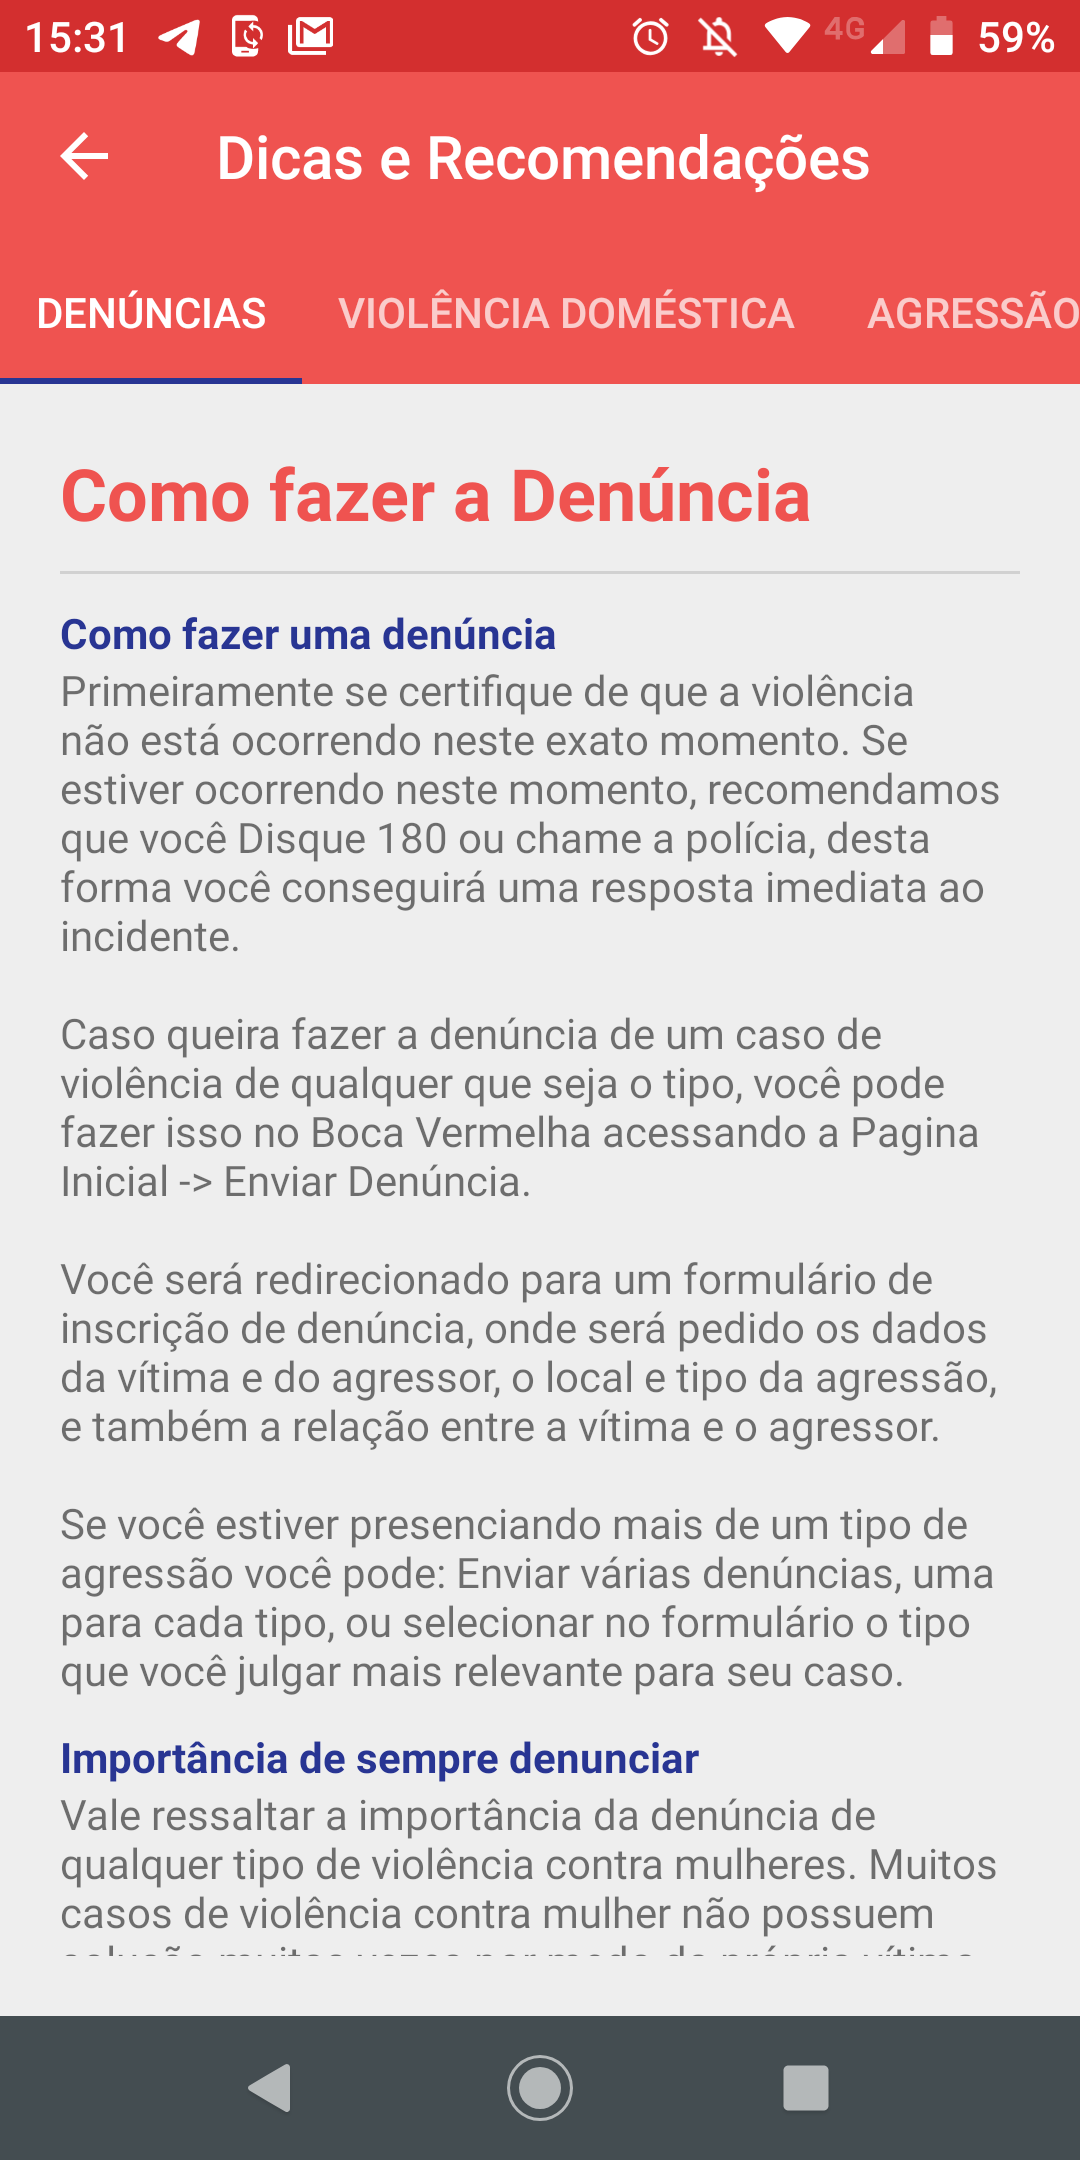 15:31
4G
59%
Dicas e Recomendações
DENÚNCIAS
VIOLÊNCIA DOMÉSTICA
AGRESSÃO
Como fazer a Denúncia
Como fazer uma denúncia
Primeiramente se certifique de que a violência
não está ocorrendo neste exato momento. Se
estiver ocorrendo neste momento, recomendamos
que você Disque 180 ou chame a polícia, desta
forma você conseguirá uma resposta imediata ao
incidente.
Caso queira fazer a denúncia de um caso de
violência de qualquer que seja o tipo, você pode
fazer isso no Boca Vermelha acessando a Pagina
Inicial -> Enviar Denúncia.
Você será redirecionado para um formulário de
inscrição de denúncia, onde será pedido os dados
da vítima e do agressor, o local e tipo da agressão,
e também a relação entre a vítima e o agressor.
Se você estiver presenciando mais de um tipo de
agressão você pode: Enviar várias denúncias, uma
para cada tipo, ou selecionar no formulário o tipo
que você julgar mais relevante para seu caso.
Importância de sempre denunciar
Vale ressaltar a importância da denúncia de
qualquer tipo de violência contra mulheres. Muitos
casos de violência contra mulher não possuem